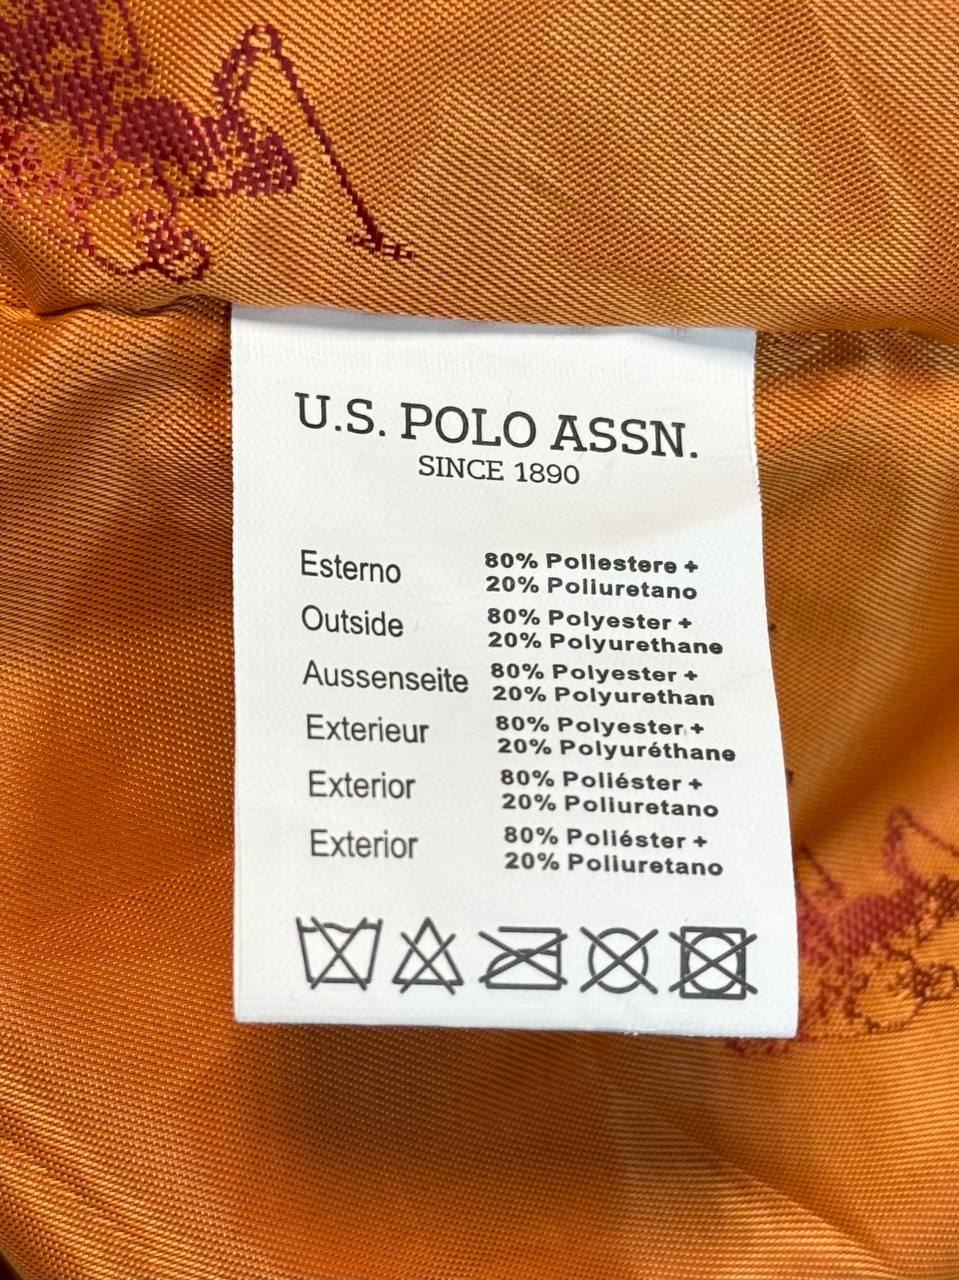 U.S. POLO ASSN.
SINCE 1890
Esterno 80% Poliestere +
20% Poliuretano
Outside 80% Polyester +
20% Polyurethane
Aussenseite 80% Polyester +
20% Polyurethan
Exterieur 80% Polyester +
20% Polyuréthane
Exterior 80% Poliéster +
20% Poliuretano
Exterior 80% Poliéster +
20% Poliuretano